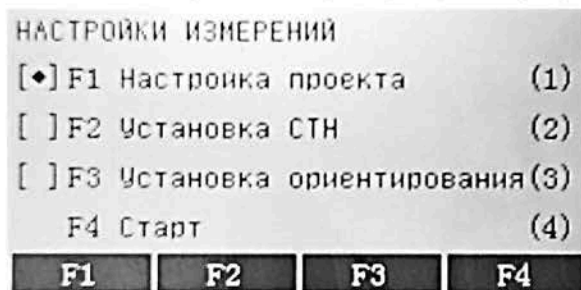 НАСТРОЙКИ ИЗМЕРЕНИЙ
[◆] F1 Настройка проекта (1)
[ ] F2 Установка СТН (2)
[ ] F3 Установка ориентирования (3)
F4 Старт (4)
F1 F2 F3 F4